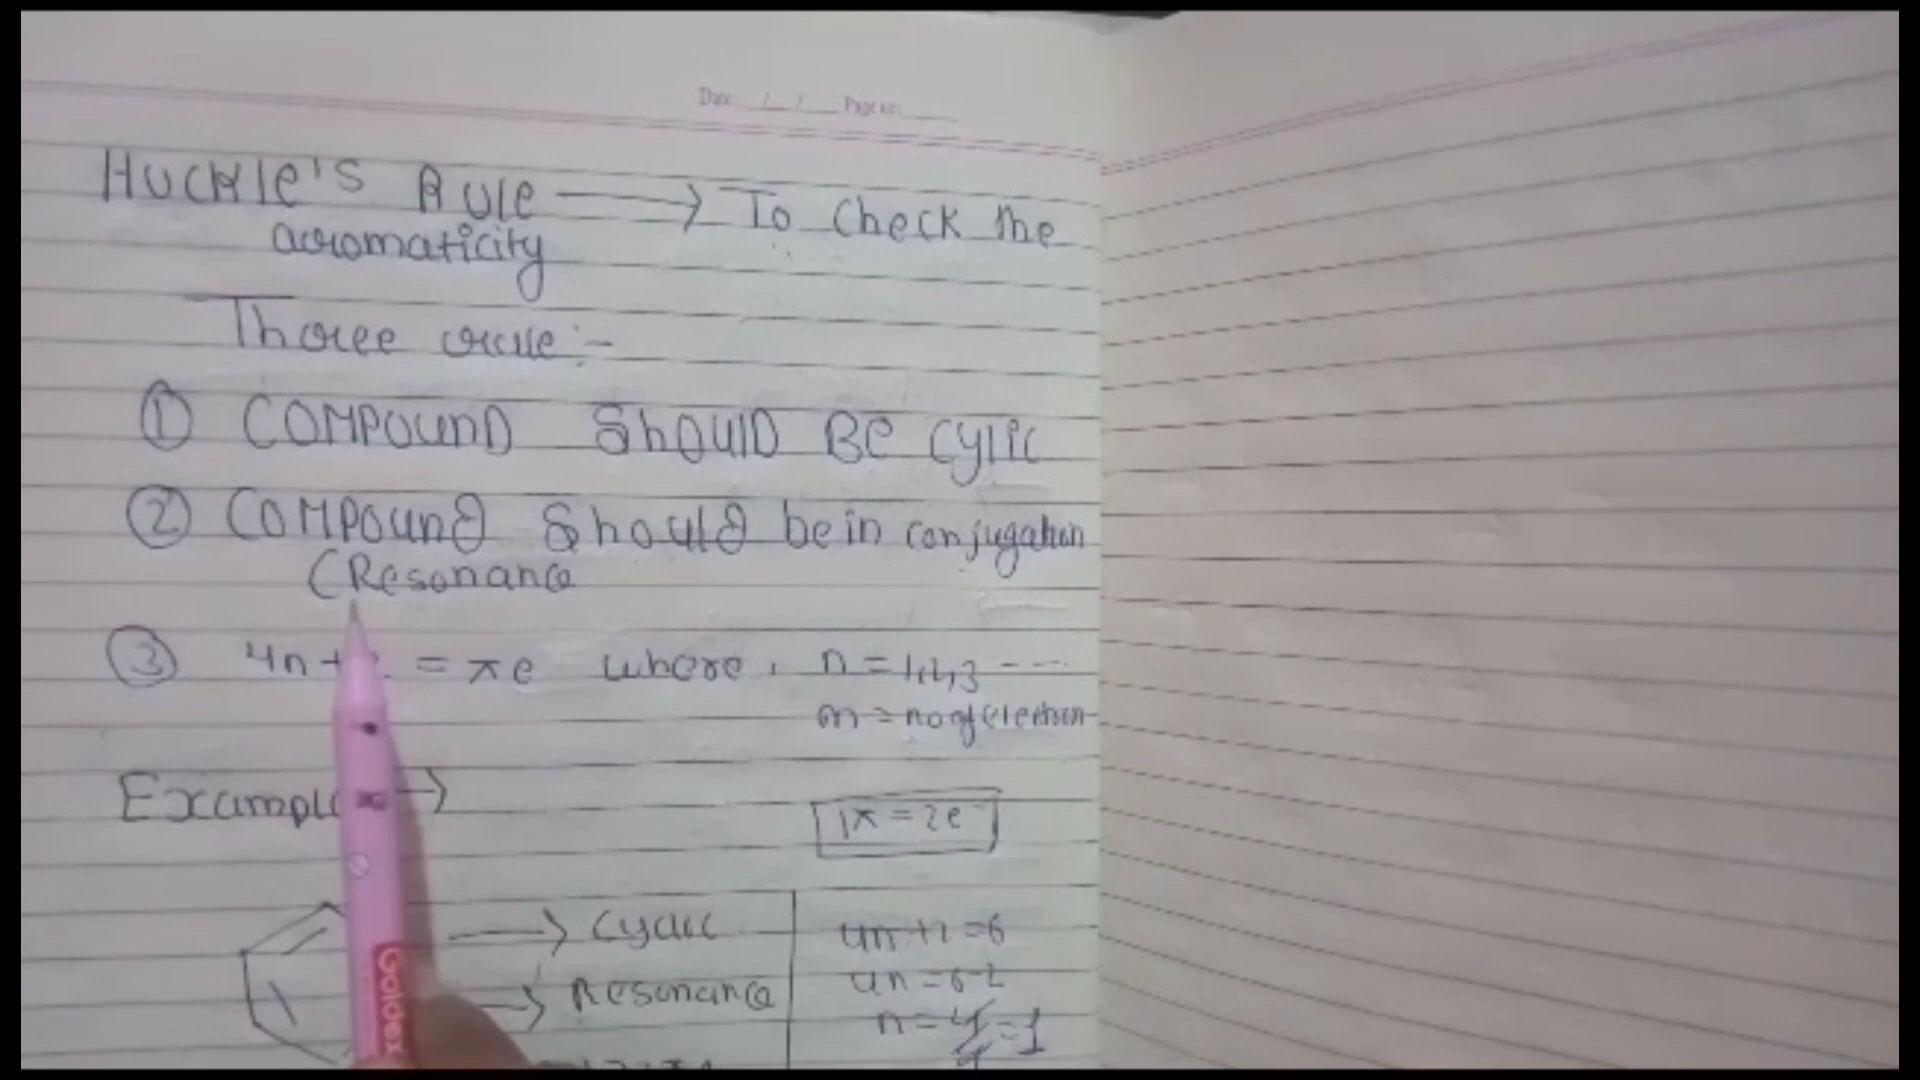 Date / / Page no:
Huckle's Rule → To Check the
aromaticity
Three rule :-
① COMPOUND Should BE Cylic
② COMPOUND Should be in conjugation
(Resonance
③ 4n+ = πe where, n = 1,2,3 ----
n = no of electron
Example →
1π = 2e⁻
→ Cyclic
→ Resonance
4n+2=6
4n=6-2
n=4/4=1
Goldex